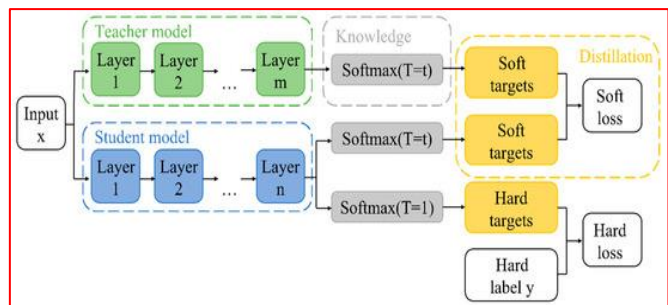 Teacher model
Layer
1
Layer
2
...
Layer
m
Knowledge
Softmax(T=t)
Distillation
Soft
targets
Soft
loss
Input
x
Student model
Layer
1
Layer
2
...
Layer
n
Softmax(T=t)
Soft
targets
Softmax(T=1)
Hard
targets
Hard
label y
Hard
loss